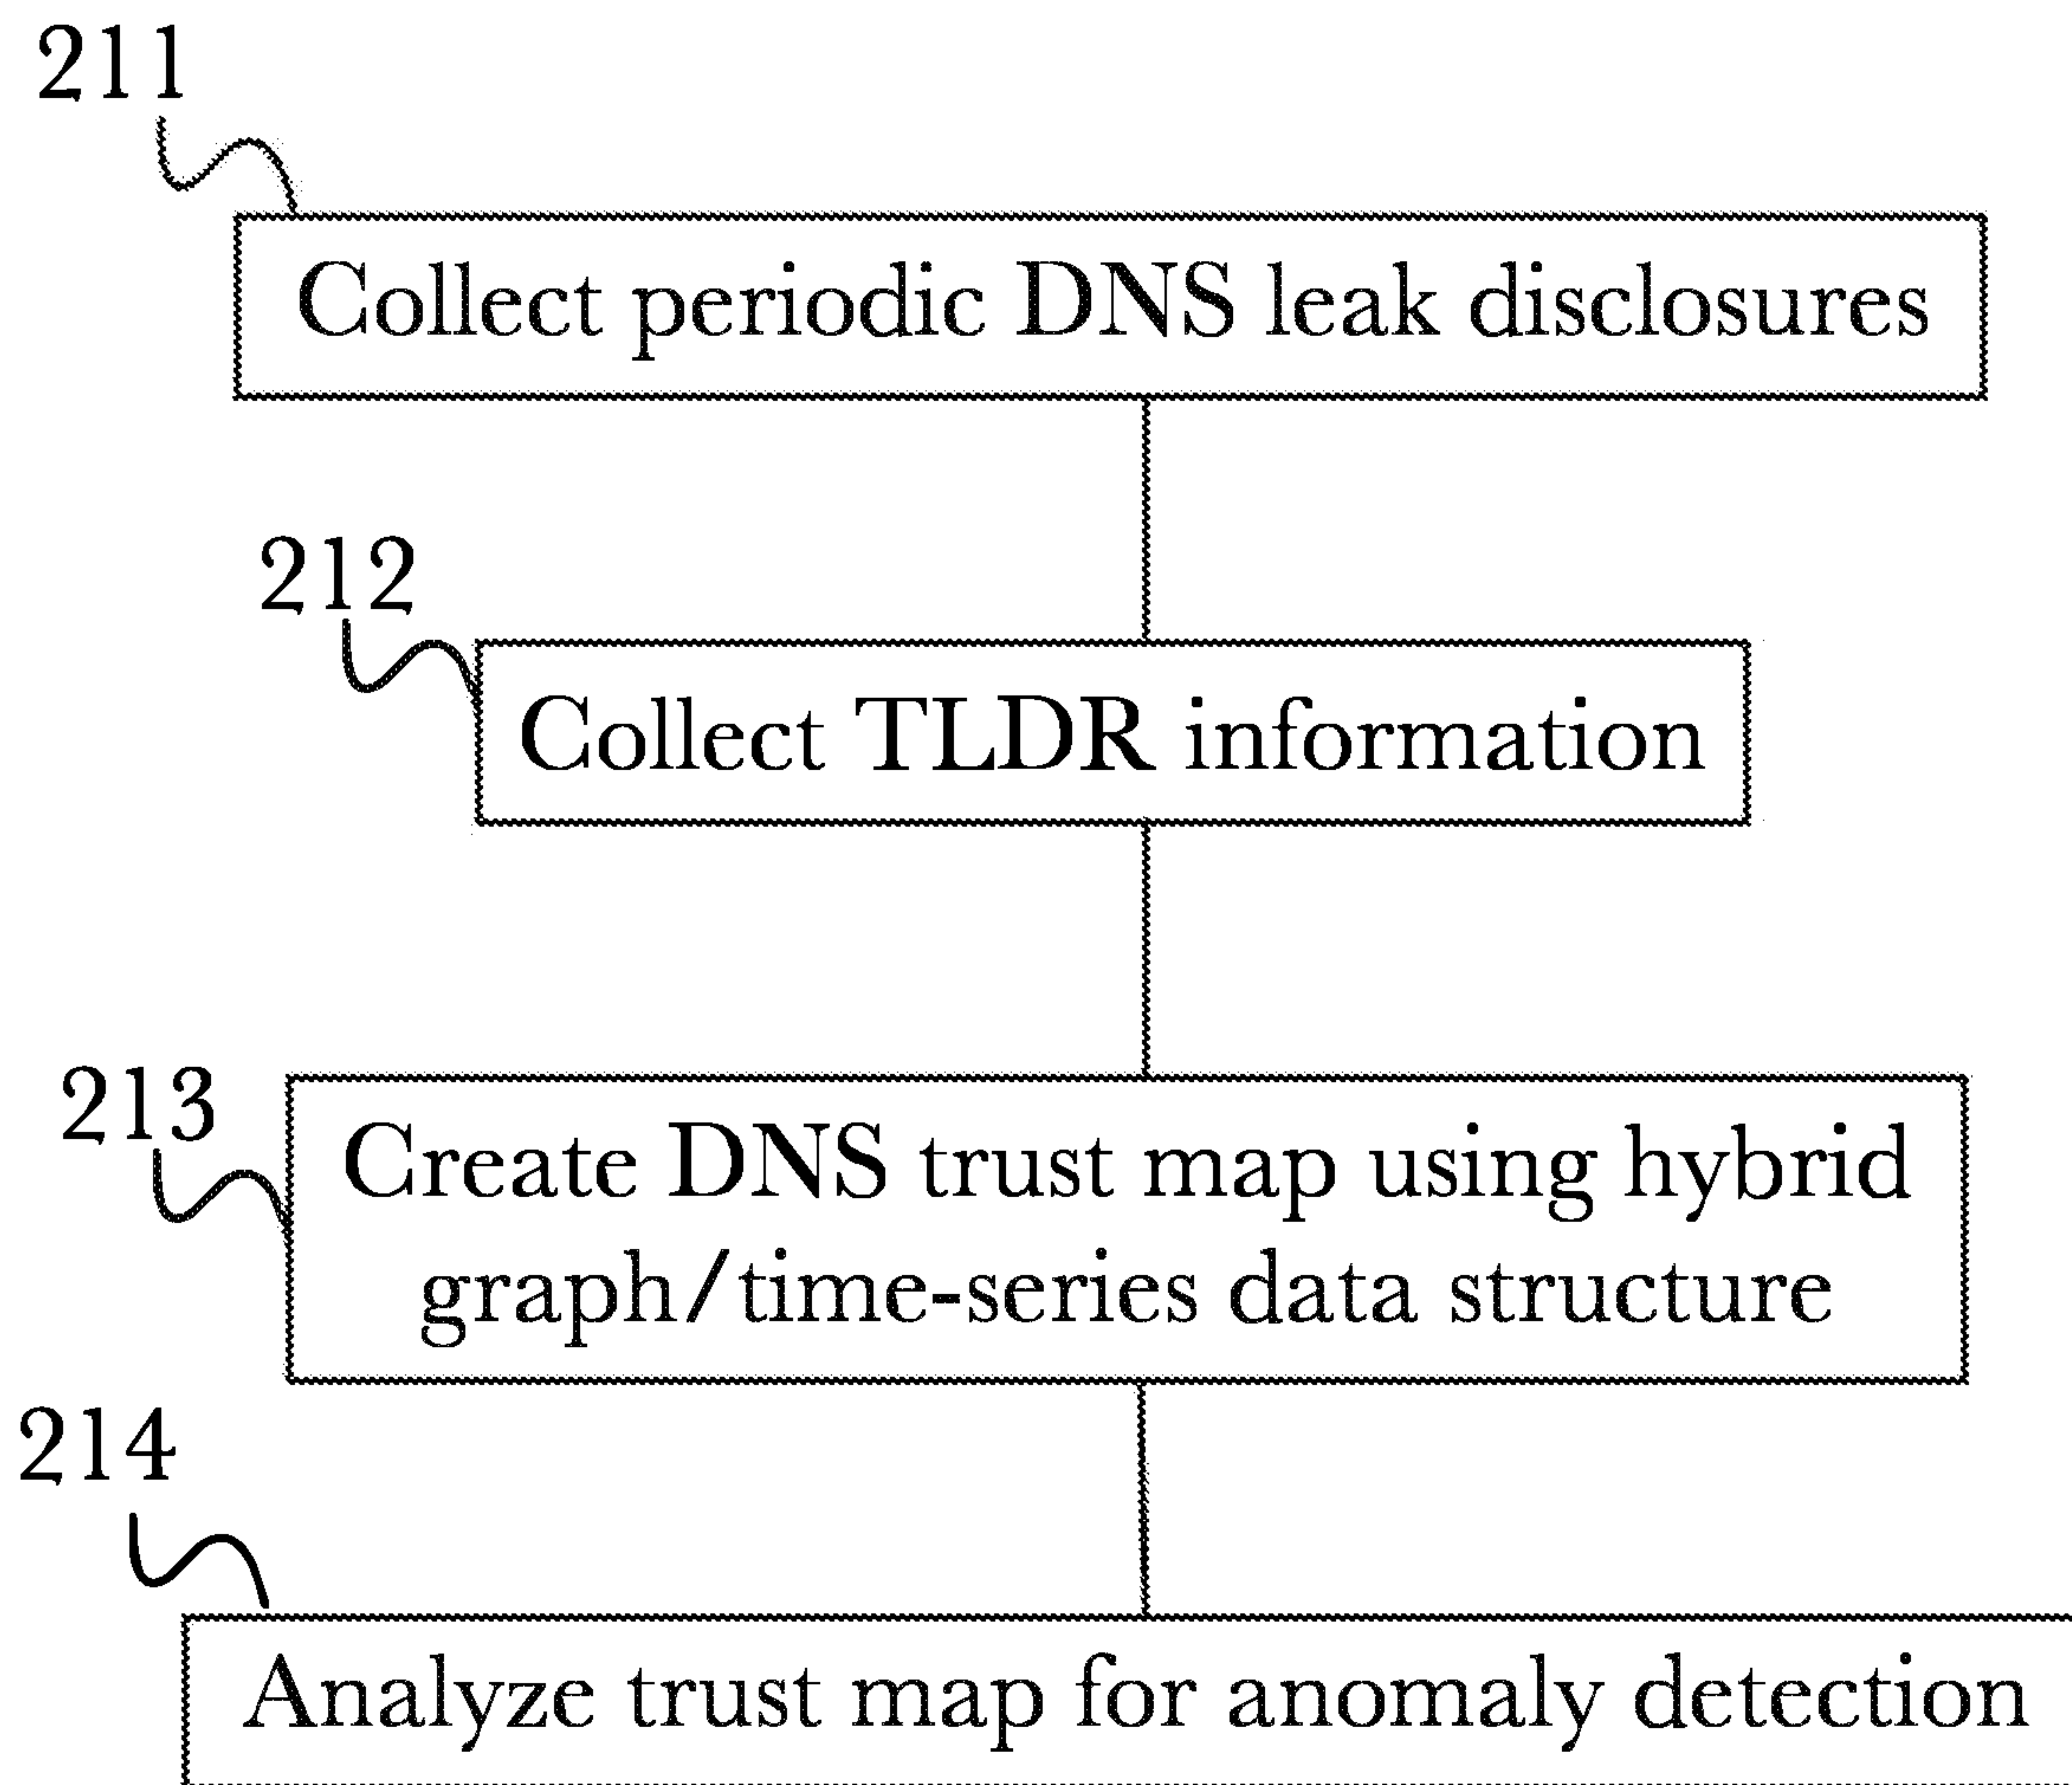 211
Collect periodic DNS leak disclosures
212
Collect TLDR information
213
Create DNS trust map using hybrid
graph/time-series data structure
214
Analyze trust map for anomaly detection